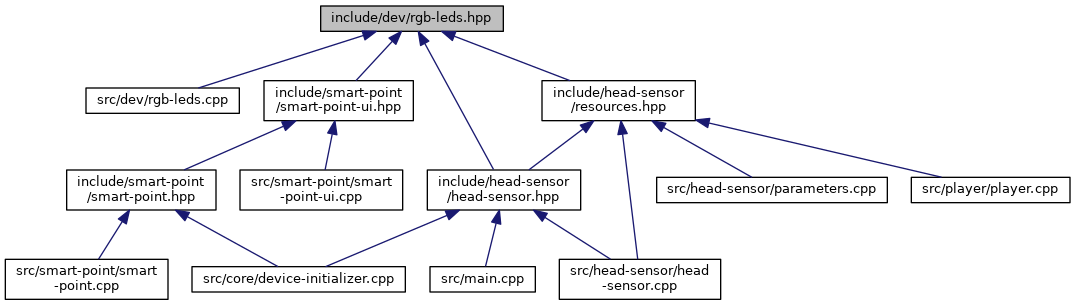 include/dev/rgb-leds.hpp
src/dev/rgb-leds.cpp
include/smart-point
/smart-point-ui.hpp
include/head-sensor
/resources.hpp
include/smart-point
/smart-point.hpp
src/smart-point/smart
-point-ui.cpp
include/head-sensor
/head-sensor.hpp
src/head-sensor/parameters.cpp
src/player/player.cpp
src/smart-point/smart
-point.cpp
src/core/device-initializer.cpp
src/main.cpp
src/head-sensor/head
-sensor.cpp